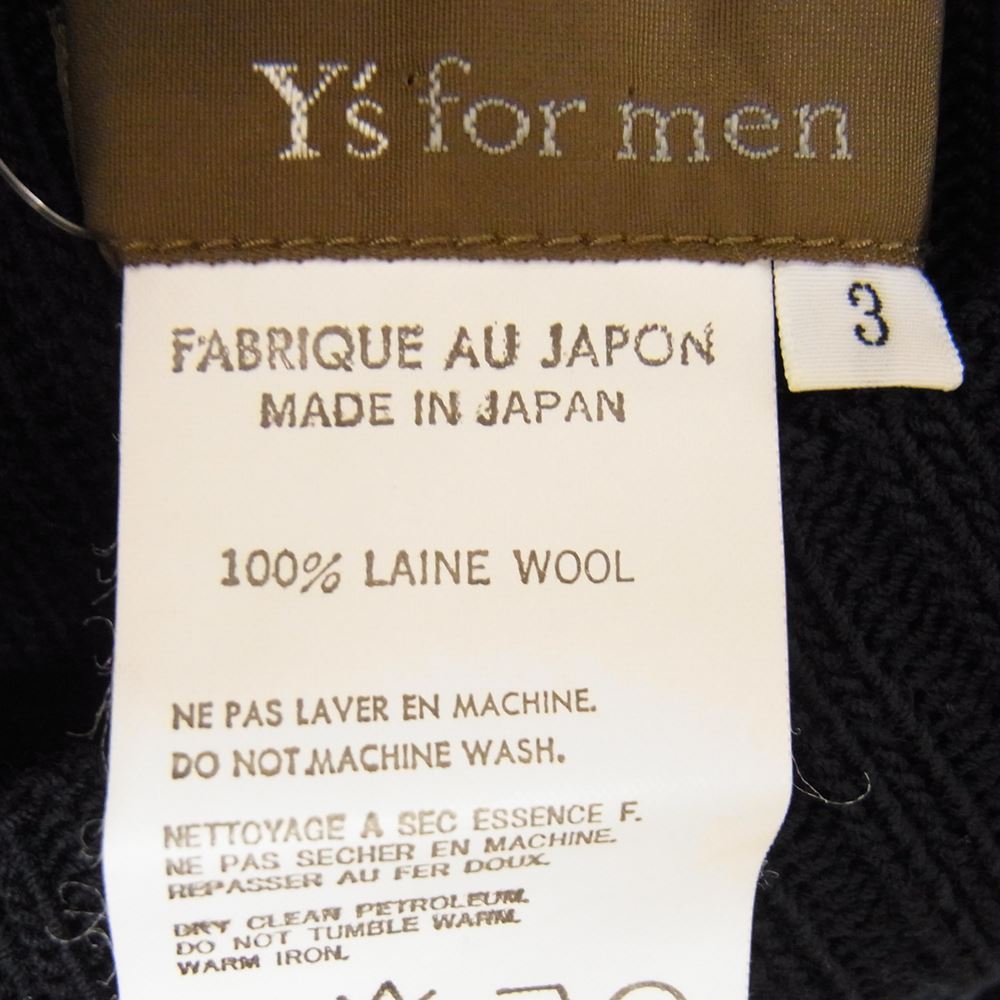 Y's for men
3
FABRIQUE AU JAPON
MADE IN JAPAN
100% LAINE WOOL
NE PAS LAVER EN MACHINE.
DO NOT MACHINE WASH.
NETTOYAGE A SEC ESSENCE F.
NE PAS SECHER EN MACHINE.
REPASSER AU FER DOUX.
DRY CLEAN PETROLEUM.
DO NOT TUMBLE WARM.
WARM IRON.